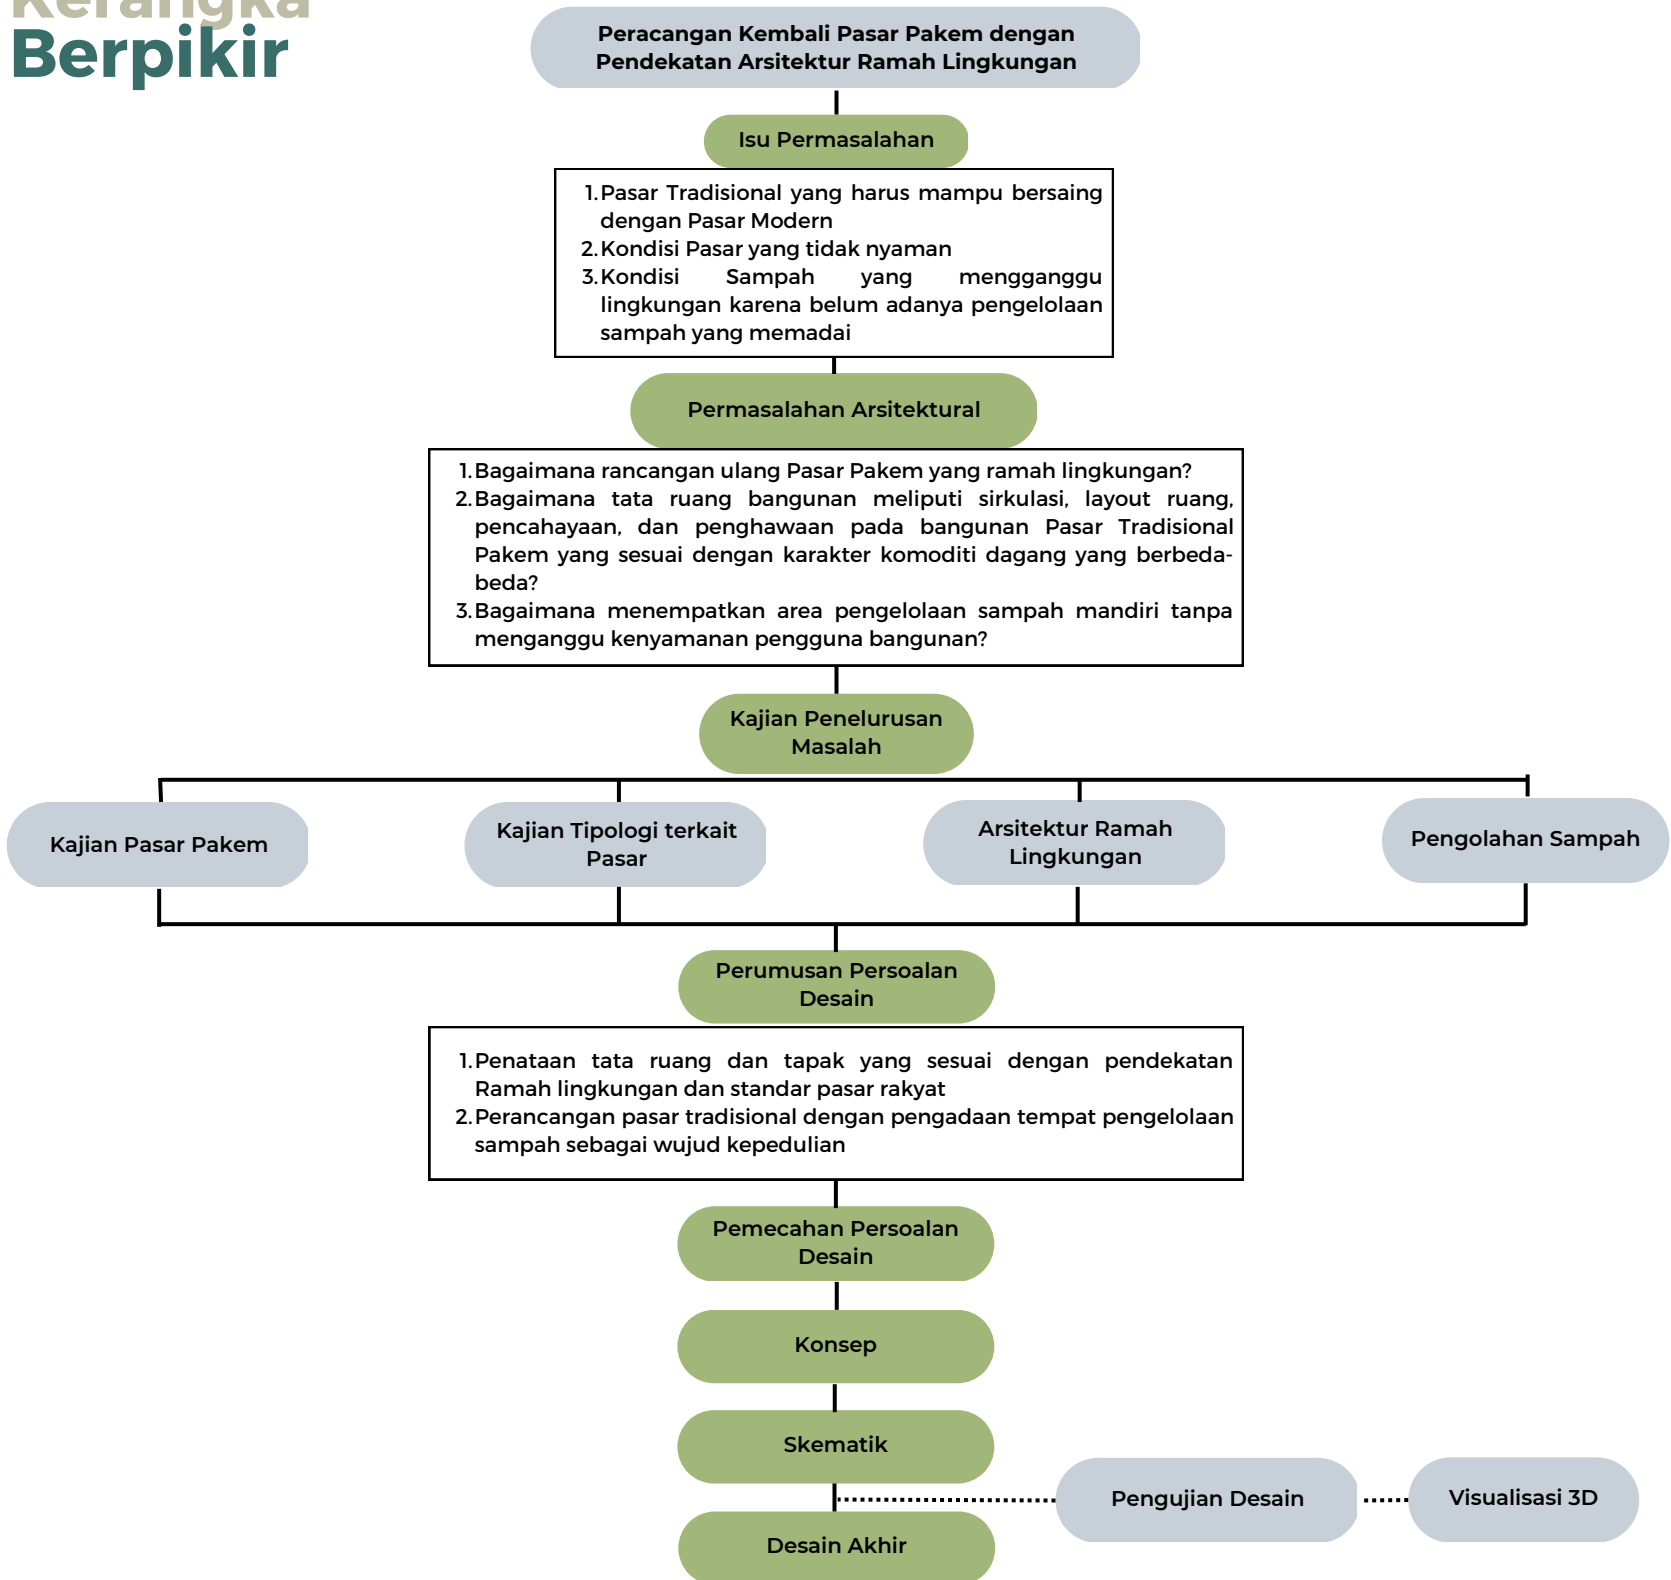 Kerangka
Berpikir
Peracangan Kembali Pasar Pakem dengan
Pendekatan Arsitektur Ramah Lingkungan
Isu Permasalahan
1. Pasar Tradisional yang harus mampu bersaing
dengan Pasar Modern
2. Kondisi Pasar yang tidak nyaman
3. Kondisi Sampah yang mengganggu
lingkungan karena belum adanya pengelolaan
sampah yang memadai
Permasalahan Arsitektural
1. Bagaimana rancangan ulang Pasar Pakem yang ramah lingkungan?
2. Bagaimana tata ruang bangunan meliputi sirkulasi, layout ruang,
pencahayaan, dan penghawaan pada bangunan Pasar Tradisional
Pakem yang sesuai dengan karakter komoditi dagang yang berbeda-
beda?
3. Bagaimana menempatkan area pengelolaan sampah mandiri tanpa
menganggu kenyamanan pengguna bangunan?
Kajian Penelurusan
Masalah
Kajian Pasar Pakem
Kajian Tipologi terkait
Pasar
Arsitektur Ramah
Lingkungan
Pengolahan Sampah
Perumusan Persoalan
Desain
1. Penataan tata ruang dan tapak yang sesuai dengan pendekatan
Ramah lingkungan dan standar pasar rakyat
2. Perancangan pasar tradisional dengan pengadaan tempat pengelolaan
sampah sebagai wujud kepedulian
Pemecahan Persoalan
Desain
Konsep
Skematik
Pengujian Desain
Visualisasi 3D
Desain Akhir